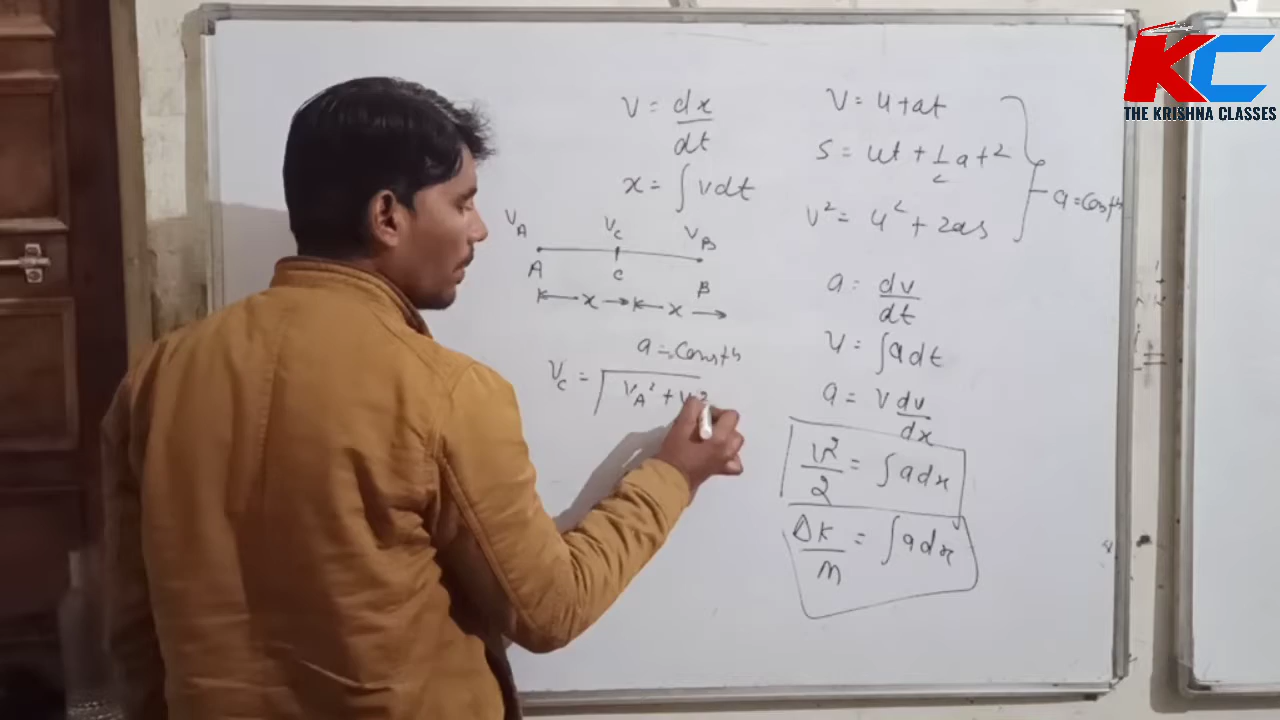 KC
THE KRISHNA CLASSES
V = dx/dt
x = ∫ v dt
V_A V_C V_B
A C B
x x
a = Const
V_C = √(V_A² + V²
V = u + at
S = ut + 1/2 at²
V² = u² + 2as
a = Const
a = dv/dt
V = ∫ a dt
a = V dv/dx
V²/2 = ∫ a dx
Δk/m = ∫ a dx